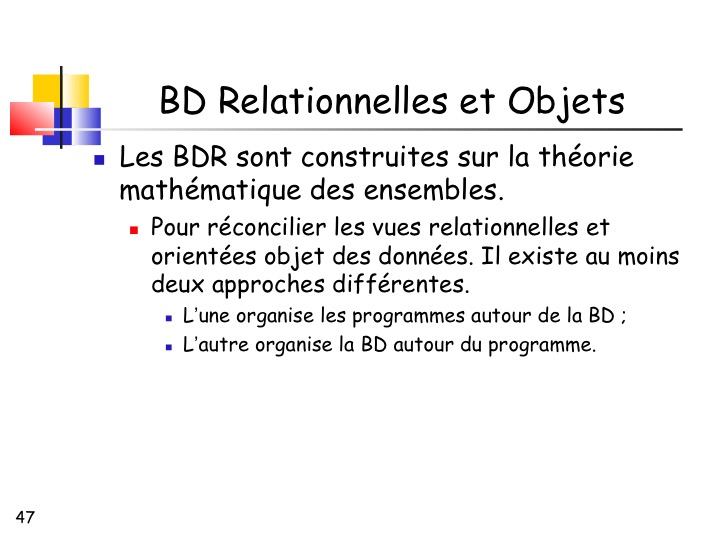 BD Relationnelles et Objets
Les BDR sont construites sur la théorie
mathématique des ensembles.
Pour réconcilier les vues relationnelles et
orientées objet des données. Il existe au moins
deux approches différentes.
L’une organise les programmes autour de la BD ;
L’autre organise la BD autour du programme.
47